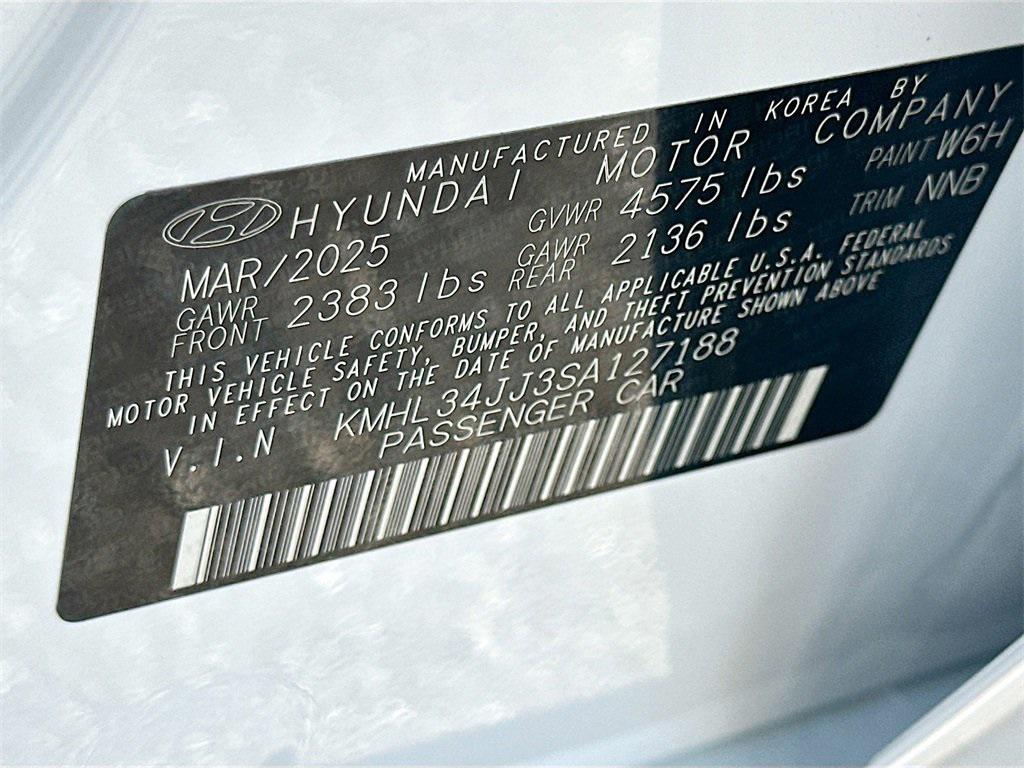 MANUFACTURED IN KOREA BY
HYUNDAI MOTOR COMPANY
MAR/2025 GVWR 4575 lbs PAINT W6H
GAWR FRONT 2383 lbs GAWR REAR 2136 lbs TRIM NNB
THIS VEHICLE CONFORMS TO ALL APPLICABLE U.S.A. FEDERAL
MOTOR VEHICLE SAFETY, BUMPER, AND THEFT PREVENTION STANDARDS
IN EFFECT ON THE DATE OF MANUFACTURE SHOWN ABOVE
V.I.N KMHL34JJ3SA127188
PASSENGER CAR